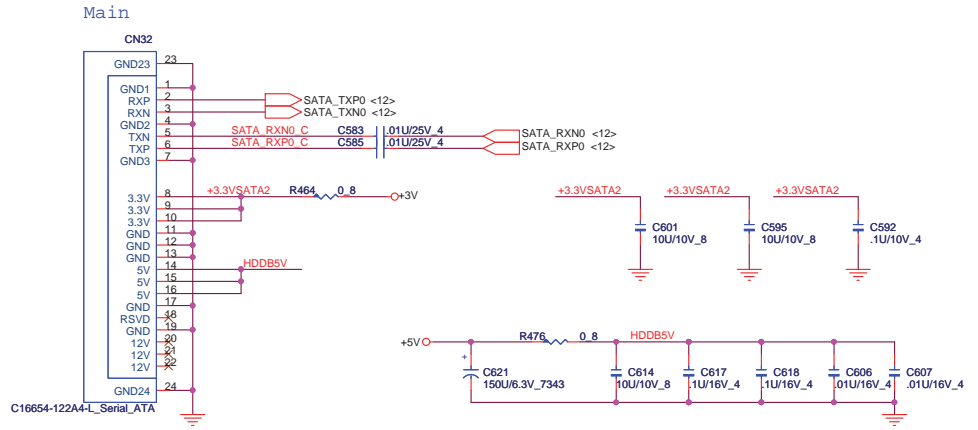 Main
CN32
GND23 23
GND1 1
RXP 2 SATA_TXP0 <12>
RXN 3 SATA_TXN0 <12>
GND2 4
TXN 5 SATA_RXN0_C C583 .01U/25V_4 SATA_RXN0 <12>
TXP 6 SATA_RXP0_C C585 .01U/25V_4 SATA_RXP0 <12>
GND3 7
3.3V 8 +3.3VSATA2 R464 0_8 +3V +3.3VSATA2 +3.3VSATA2 +3.3VSATA2
3.3V 9
3.3V 10
GND 11 C601 C595 C592
GND 12 10U/10V_8 10U/10V_8 .1U/10V_4
GND 13
5V 14 HDDB5V
5V 15
5V 16
GND 17
RSVD 18
GND 19
12V 20 +5V R476 0_8 HDDB5V
12V 21
12V 22
+ C621 C614 C617 C618 C606 C607
150U/6.3V_7343 10U/10V_8 .1U/16V_4 .1U/16V_4 .01U/16V_4 .01U/16V_4
GND24 24
C16654-122A4-L_Serial_ATA